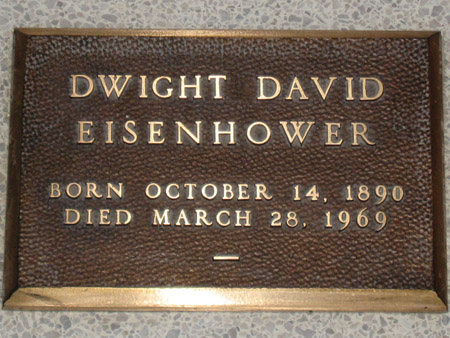 DWIGHT DAVID
EISENHOWER
BORN OCTOBER 14, 1890
DIED MARCH 28, 1969